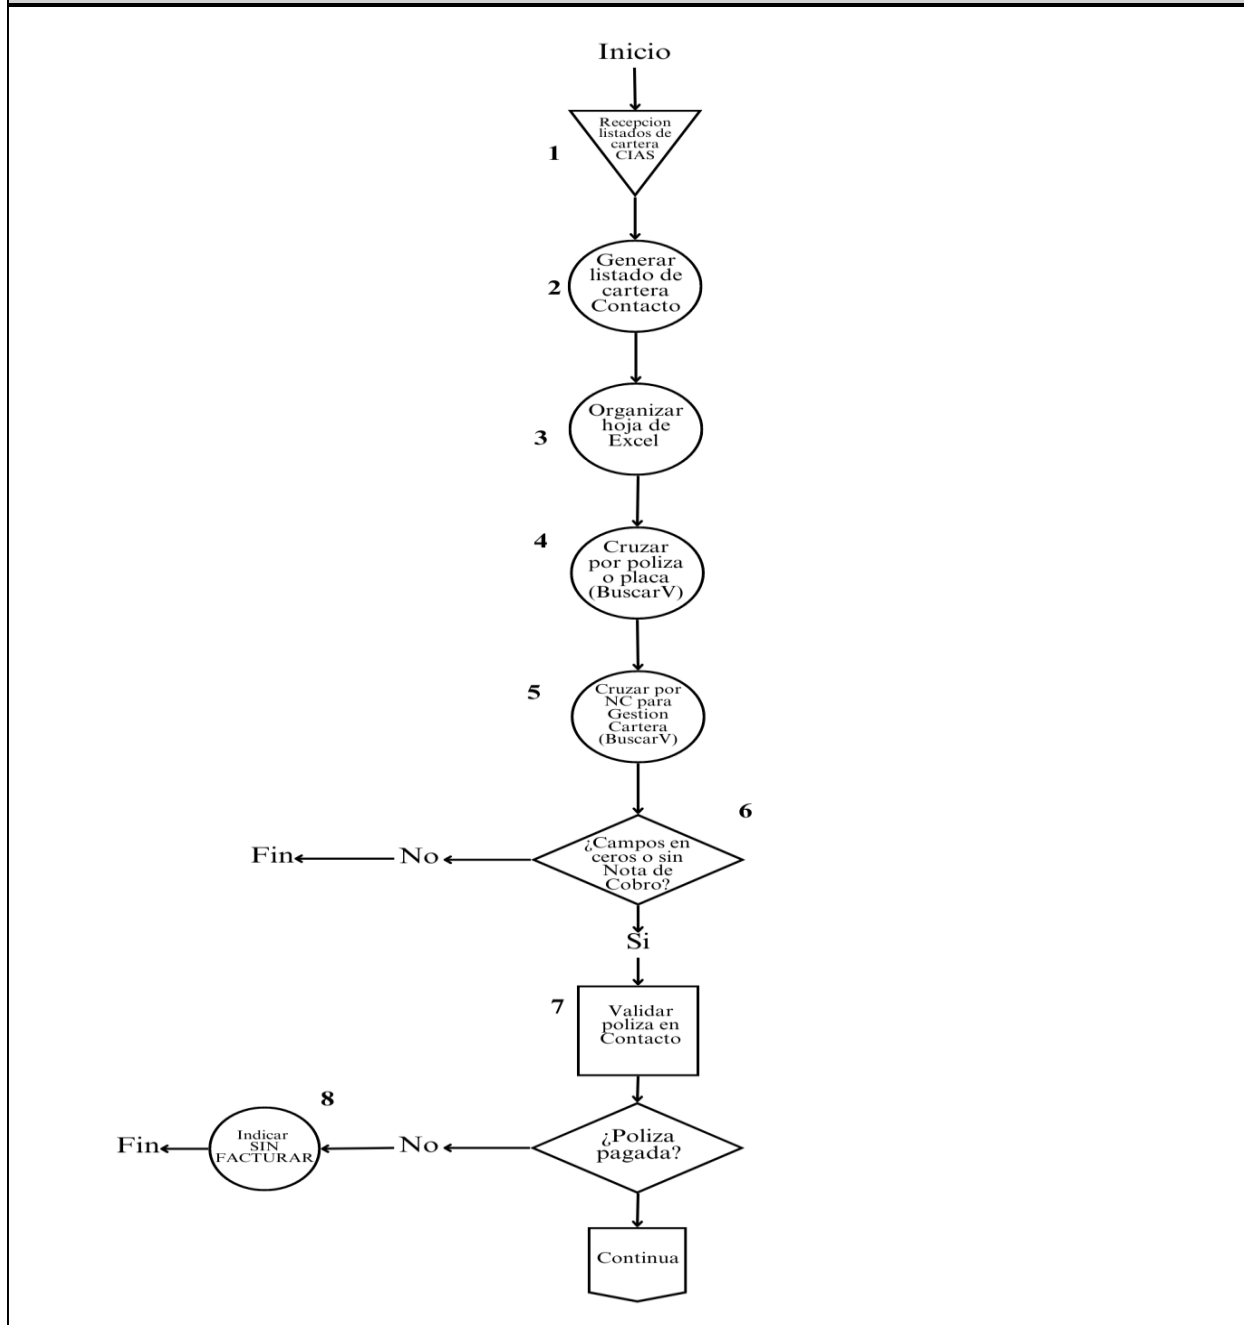 Inicio
Recepcion
listados de
cartera
CIAS
1
Generar
listado de
cartera
Contacto
2
Organizar
hoja de
Excel
3
4
Cruzar
por poliza
o placa
(BuscarV)
5
Cruzar por
NC para
Gestion
Cartera
(BuscarV)
6
¿Campos en
ceros o sin
Nota de
Cobro?
No
Fin
Si
7
Validar
poliza en
Contacto
¿Poliza
pagada?
No
8
Indicar
SIN
FACTURAR
Fin
Continua